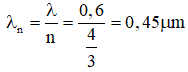 λₙ = λ/n = 0,6/(4/3) = 0,45μm